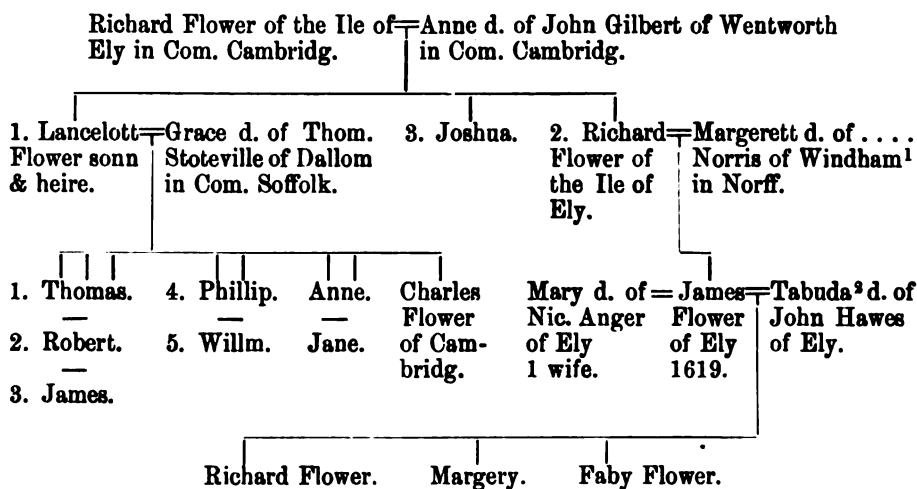 Richard Flower of the Ile of = Anne d. of John Gilbert of Wentworth
Ely in Com. Cambridg. in Com. Cambridg.
1. Lancelott = Grace d. of Thom. 3. Joshua. 2. Richard = Margerett d. of ....
Flower sonn Stoteville of Dallom Flower of Norris of Windham¹
& heire. in Com. Soffolk. the Ile of in Norff.
Ely.
1. Thomas. 4. Phillip. Anne. Charles Mary d. of = James = Tabuda² d. of
Flower Nic. Anger Flower John Hawes
2. Robert. 5. Willm. Jane. of Cam- of Ely of Ely of Ely.
bridg. 1 wife. 1619.
3. James.
Richard Flower. Margery. Faby Flower.